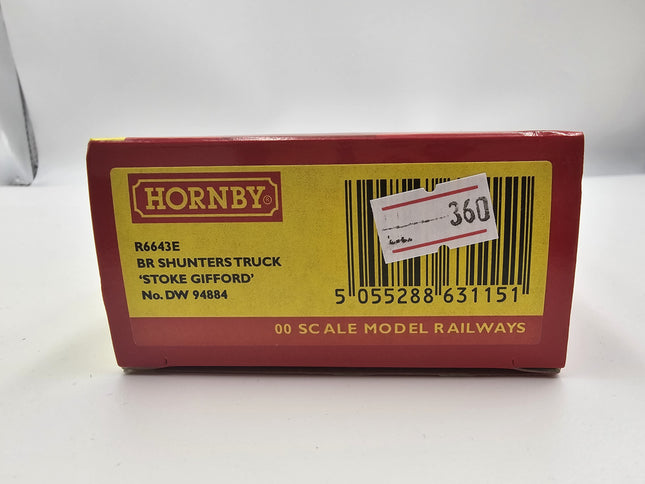 HORNBY
R6643E
BR SHUNTERS TRUCK
'STOKE GIFFORD'
No. DW 94884
360
5 055288 631151
00 SCALE MODEL RAILWAYS